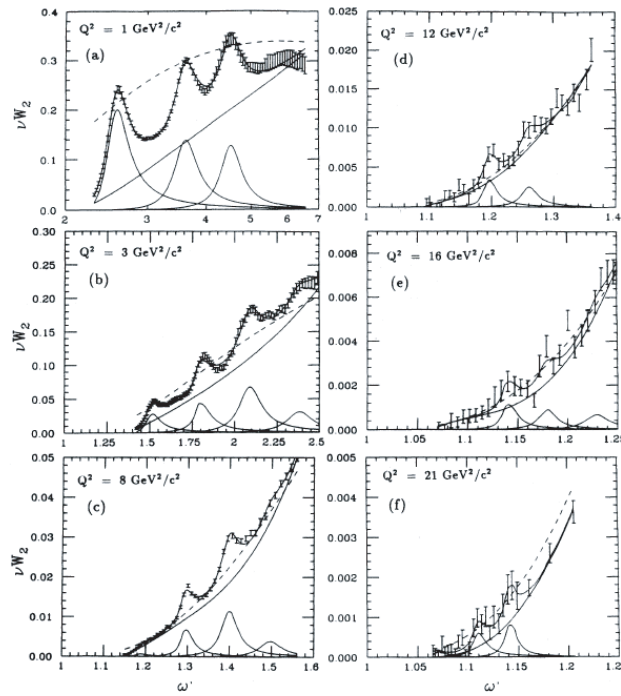 0.4
0.3
0.2
0.1
0.0
νW₂
Q² = 1 GeV²/c²
(a)
2 3 4 5 6 7
0.025
0.020
0.015
0.010
0.005
0.000
Q² = 12 GeV²/c²
(d)
1 1.1 1.2 1.3 1.4
0.30
0.25
0.20
0.15
0.10
0.05
0.00
νW₂
Q² = 3 GeV²/c²
(b)
1 1.25 1.5 1.75 2 2.25 2.5
0.008
0.006
0.004
0.002
0.000
Q² = 16 GeV²/c²
(e)
1.05 1.1 1.15 1.2
0.05
0.04
0.03
0.02
0.01
0.00
νW₂
Q² = 8 GeV²/c²
(c)
1 1.1 1.2 1.3 1.4 1.5 1.6
ω'
0.005
0.004
0.003
0.002
0.001
0.000
Q² = 21 GeV²/c²
(f)
1.05 1.1 1.15 1.2
ω'